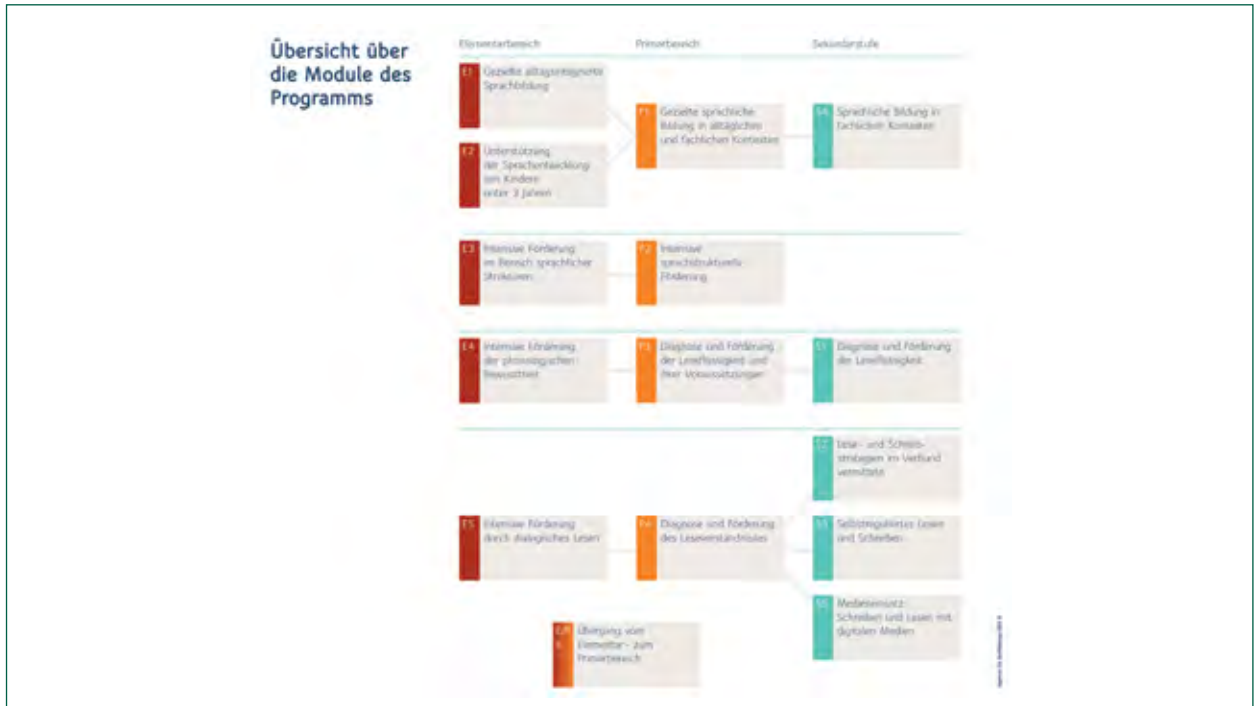 Übersicht über
die Module des
Programms
Elementarbereich
Primarbereich
Sekundarstufe
E1 Gezielte alltagsintegrierte
Sprachbildung
E2 Unterstützung
der Sprachentwicklung
von Kindern
unter 3 Jahren
P1 Gezielte sprachliche
Bildung in alltäglichen
und fachlichen Kontexten
S4 Sprachliche Bildung in
fachlichen Kontexten
E3 Intensive Förderung
im Bereich sprachlicher
Strukturen
P2 Intensive
sprachstrukturelle
Förderung
E4 Intensive Förderung
der phonologischen
Bewusstheit
P3 Diagnose und Förderung
der Leseflüssigkeit und
ihrer Voraussetzungen
S1 Diagnose und Förderung
der Leseflüssigkeit
E5 Intensive Förderung
durch dialogisches Lesen
P4 Diagnose und Förderung
des Leseverständnisses
Lese- und Schreib-
strategien im Verbund
vermitteln
Selbstreguliertes Lesen
und Schreiben
Medieneinsatz:
Schreiben und Lesen mit
digitalen Medien
Übergang vom
Elementar- zum
Primarbereich